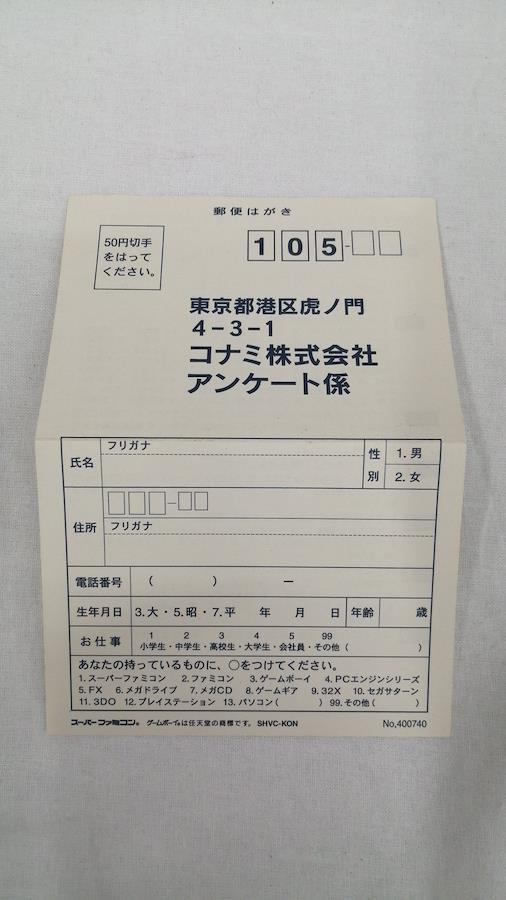 郵便はがき
50円切手
をはって
ください。
105-
東京都港区虎ノ門
4-3-1
コナミ株式会社
アンケート係
氏名
フリガナ
性別
1. 男
2. 女
住所
フリガナ
電話番号 ( ) ー
生年月日 3.大・5.昭・7.平 年 月 日 年齢 歳
お仕事
1 2 3 4 5 99
小学生・中学生・高校生・大学生・会社員・その他 ( )
あなたの持っているものに、○をつけてください。
1.スーパーファミコン 2.ファミコン 3.ゲームボーイ 4.PCエンジンシリーズ
5.FX 6.メガドライブ 7.メガCD 8.ゲームギア 9.32X 10.セガサターン
11.3DO 12.プレイステーション 13.パソコン( ) 99.その他( )
スーパーファミコン® ゲームボーイ®は任天堂の商標です。 SHVC-KON No,400740